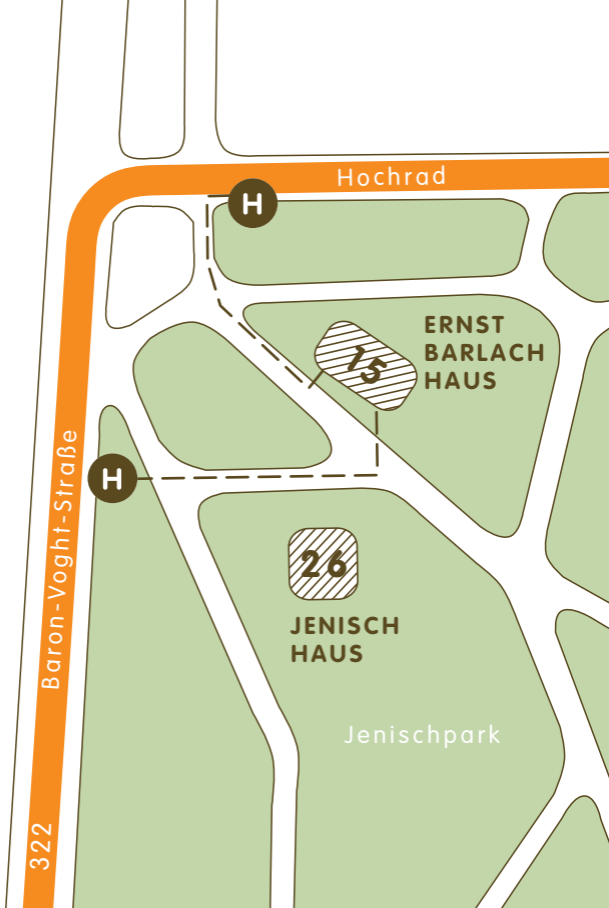 Hochrad
H
ERNST
BARLACH
HAUS
15
H
Baron-Voght-Straße
26
JENISCH
HAUS
Jenischpark
322